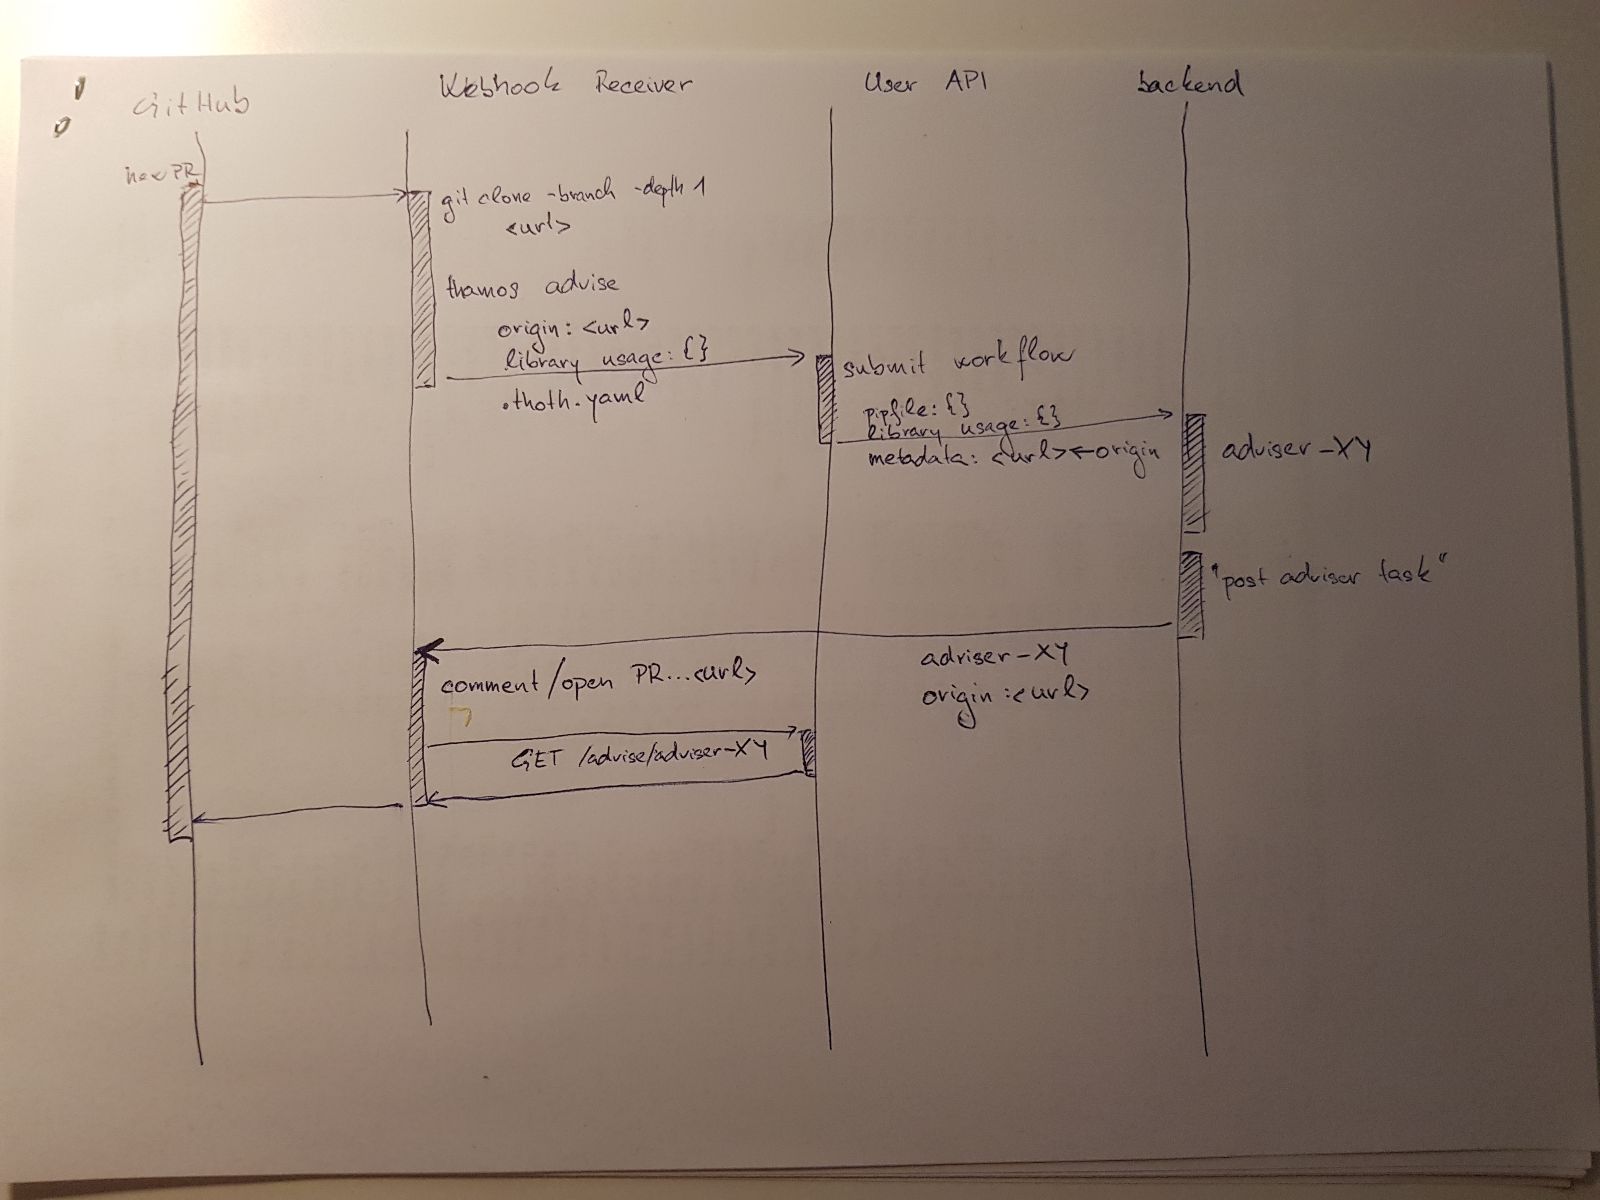 GitHub
Webhook Receiver
User API
backend
new PR
git clone -branch -depth 1
<url>
thamos advise
origin: <url>
library usage: {}
.thoth.yaml
submit workflow
pipfile: {}
library usage: {}
metadata: <url> ← origin
adviser-XY
"post adviser task"
adviser-XY
origin: <url>
comment/open PR...<url>
GET /advise/adviser-XY